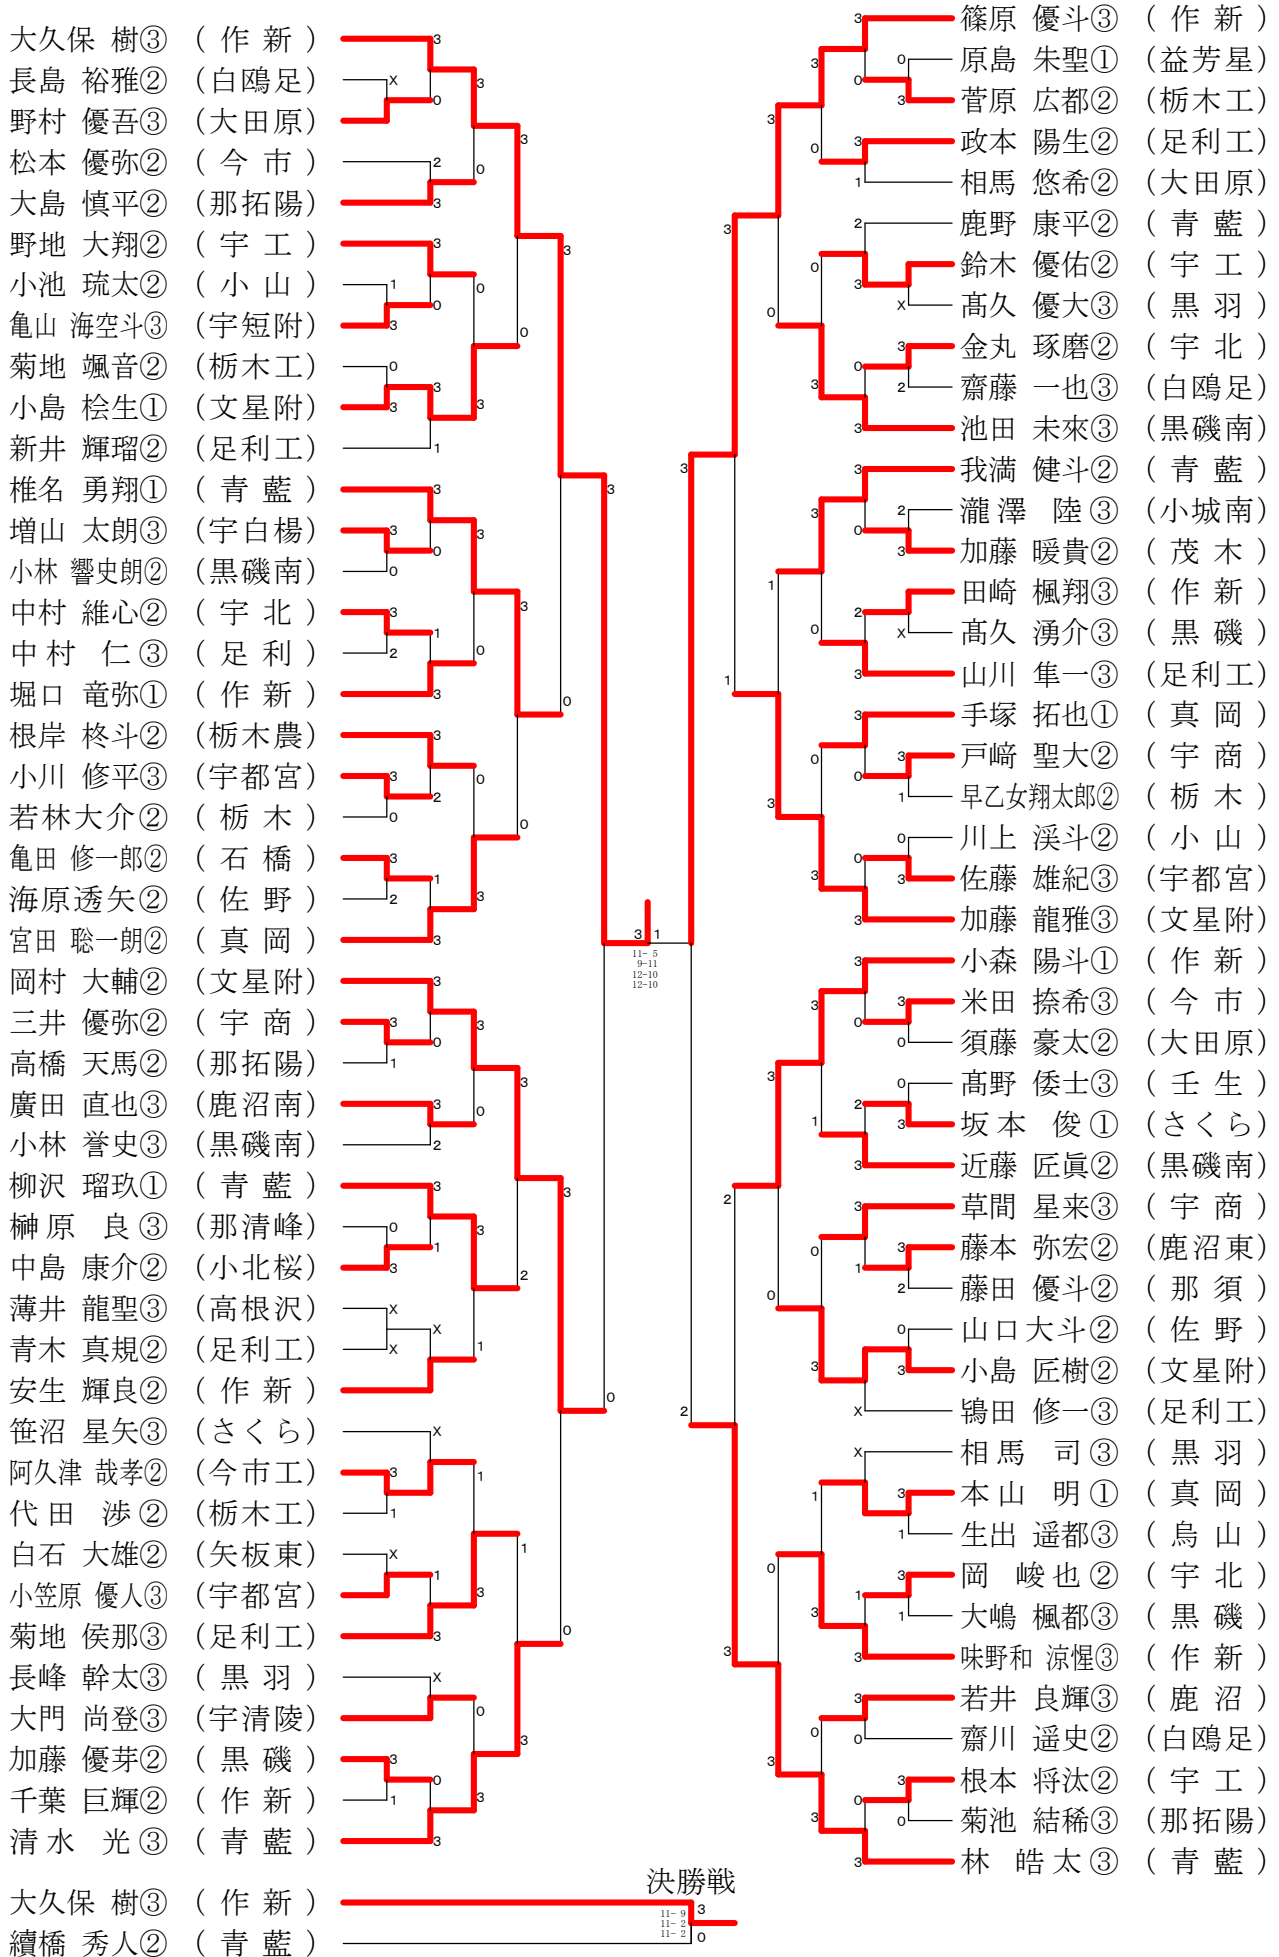 大久保 樹③ ( 作 新 )
長島 裕雅② (白鴎足)
野村 優吾③ (大田原)
松本 優弥② ( 今 市 )
大島 慎平② (那拓陽)
野地 大翔② ( 宇 工 )
小池 琉太② ( 小 山 )
亀山 海空斗③ (宇短附)
菊地 颯音② (栃木工)
小島 桧生① (文星附)
新井 輝瑠② (足利工)
椎名 勇翔① ( 青 藍 )
増山 太朗③ (宇白楊)
小林 響史朗② (黒磯南)
中村 維心② ( 宇 北 )
中村 仁③ ( 足 利 )
堀口 竜弥① ( 作 新 )
根岸 柊斗② (栃木農)
小川 修平③ (宇都宮)
若林大介② ( 栃 木 )
亀田 修一郎② ( 石 橋 )
海原透矢② ( 佐 野 )
宮田 聡一朗② ( 真 岡 )
岡村 大輔② (文星附)
三井 優弥② ( 宇 商 )
高橋 天馬② (那拓陽)
廣田 直也③ (鹿沼南)
小林 誉史③ (黒磯南)
柳沢 瑠玖① ( 青 藍 )
榊原 良③ (那清峰)
中島 康介② (小北桜)
薄井 龍聖③ (高根沢)
青木 真規② (足利工)
安生 輝良② ( 作 新 )
笹沼 星矢③ (さくら)
阿久津 哉孝② (今市工)
代田 渉② (栃木工)
白石 大雄② (矢板東)
小笠原 優人③ (宇都宮)
菊地 侯那③ (足利工)
長峰 幹太③ ( 黒 羽 )
大門 尚登③ (宇清陵)
加藤 優芽② ( 黒 磯 )
千葉 巨輝② ( 作 新 )
清水 光③ ( 青 藍 )
篠原 優斗③ ( 作 新 )
原島 朱聖① (益芳星)
菅原 広都② (栃木工)
政本 陽生② (足利工)
相馬 悠希② (大田原)
鹿野 康平② ( 青 藍 )
鈴木 優佑② ( 宇 工 )
髙久 優大③ ( 黒 羽 )
金丸 琢磨② ( 宇 北 )
齋藤 一也③ (白鴎足)
池田 未來③ (黒磯南)
我満 健斗② ( 青 藍 )
瀧澤 陸③ (小城南)
加藤 暖貴② ( 茂 木 )
田崎 楓翔③ ( 作 新 )
髙久 湧介③ ( 黒 磯 )
山川 隼一③ (足利工)
手塚 拓也① ( 真 岡 )
戸﨑 聖大② ( 宇 商 )
早乙女翔太郎② ( 栃 木 )
川上 渓斗② ( 小 山 )
佐藤 雄紀③ (宇都宮)
加藤 龍雅③ (文星附)
小森 陽斗① ( 作 新 )
米田 捺希③ ( 今 市 )
須藤 豪太② (大田原)
髙野 倭士③ ( 壬 生 )
坂本 俊① (さくら)
近藤 匠眞② (黒磯南)
草間 星来③ ( 宇 商 )
藤本 弥宏② (鹿沼東)
藤田 優斗② ( 那 須 )
山口大斗② ( 佐 野 )
小島 匠樹② (文星附)
鴇田 修一③ (足利工)
相馬 司③ ( 黒 羽 )
本山 明① ( 真 岡 )
生出 遥都③ ( 烏 山 )
岡 峻也② ( 宇 北 )
大嶋 楓都③ ( 黒 磯 )
味野和 涼惺③ ( 作 新 )
若井 良輝③ ( 鹿 沼 )
齋川 遥史② (白鴎足)
根本 将汰② ( 宇 工 )
菊池 結稀③ (那拓陽)
林 皓太③ ( 青 藍 )
3 1
11- 5
9-11
12-10
12-10
決勝戦
大久保 樹③ ( 作 新 )
續橋 秀人② ( 青 藍 )
11- 9
11- 2
11- 2
3
0